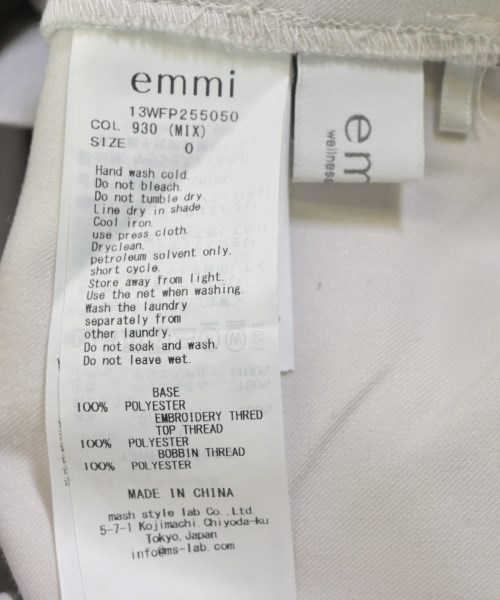 emmi
13WFP255050
COL 930 (MIX)
SIZE 0
Hand wash cold.
Do not bleach.
Do not tumble dry.
Line dry in shade.
Cool iron.
use press cloth.
Dryclean.
petroleum solvent only.
short cycle.
Store away from light.
Use the net when washing.
Wash the laundry
separately from
other laundry.
Do not soak and wash.
Do not leave wet.
BASE
100% POLYESTER
EMBROIDERY THRED
TOP THREAD
100% POLYESTER
BOBBIN THREAD
100% POLYESTER
MADE IN CHINA
mash style lab Co.,Ltd.
5-7-1 Kojimachi,Chiyoda-ku
Tokyo,Japan
info@ms-lab.com
em
wellness